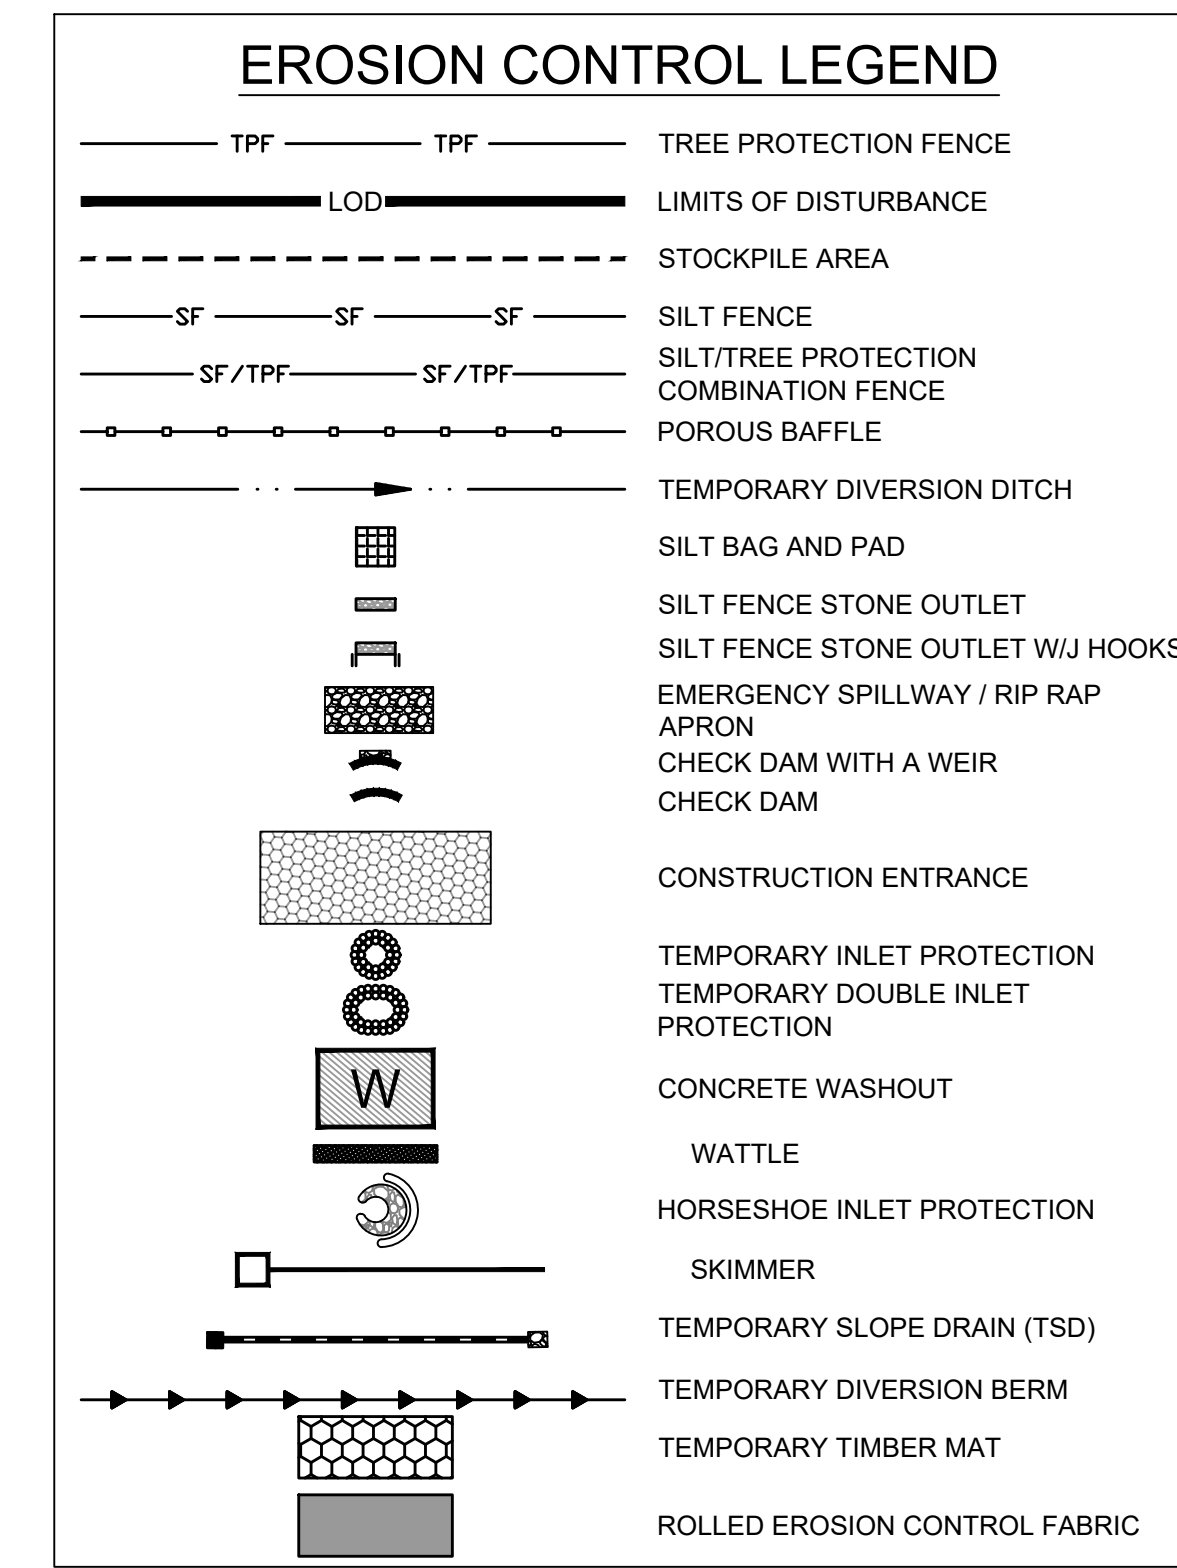 EROSION CONTROL LEGEND
TPF TPF TREE PROTECTION FENCE
LOD LIMITS OF DISTURBANCE
STOCKPILE AREA
SF SF SF SILT FENCE
SF/TPF SF/TPF SILT/TREE PROTECTION
COMBINATION FENCE
POROUS BAFFLE
TEMPORARY DIVERSION DITCH
SILT BAG AND PAD
SILT FENCE STONE OUTLET
SILT FENCE STONE OUTLET W/J HOOKS
EMERGENCY SPILLWAY / RIP RAP
APRON
CHECK DAM WITH A WEIR
CHECK DAM
CONSTRUCTION ENTRANCE
TEMPORARY INLET PROTECTION
TEMPORARY DOUBLE INLET
PROTECTION
W CONCRETE WASHOUT
WATTLE
HORSESHOE INLET PROTECTION
SKIMMER
TEMPORARY SLOPE DRAIN (TSD)
TEMPORARY DIVERSION BERM
TEMPORARY TIMBER MAT
ROLLED EROSION CONTROL FABRIC